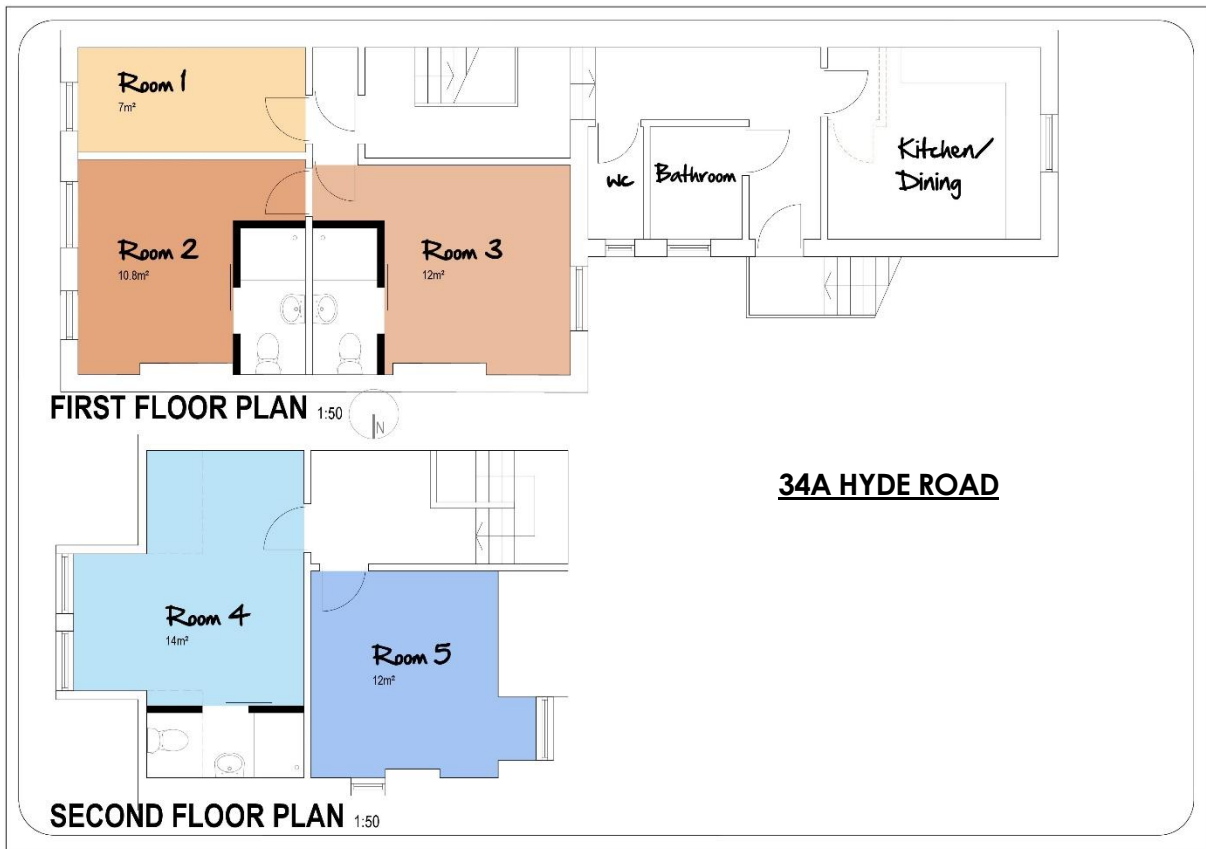 Room 1
7m²
Room 2
10.8m²
Room 3
12m²
WC
Bathroom
Kitchen/
Dining
FIRST FLOOR PLAN 1:50
N
34A HYDE ROAD
Room 4
14m²
Room 5
12m²
SECOND FLOOR PLAN 1:50